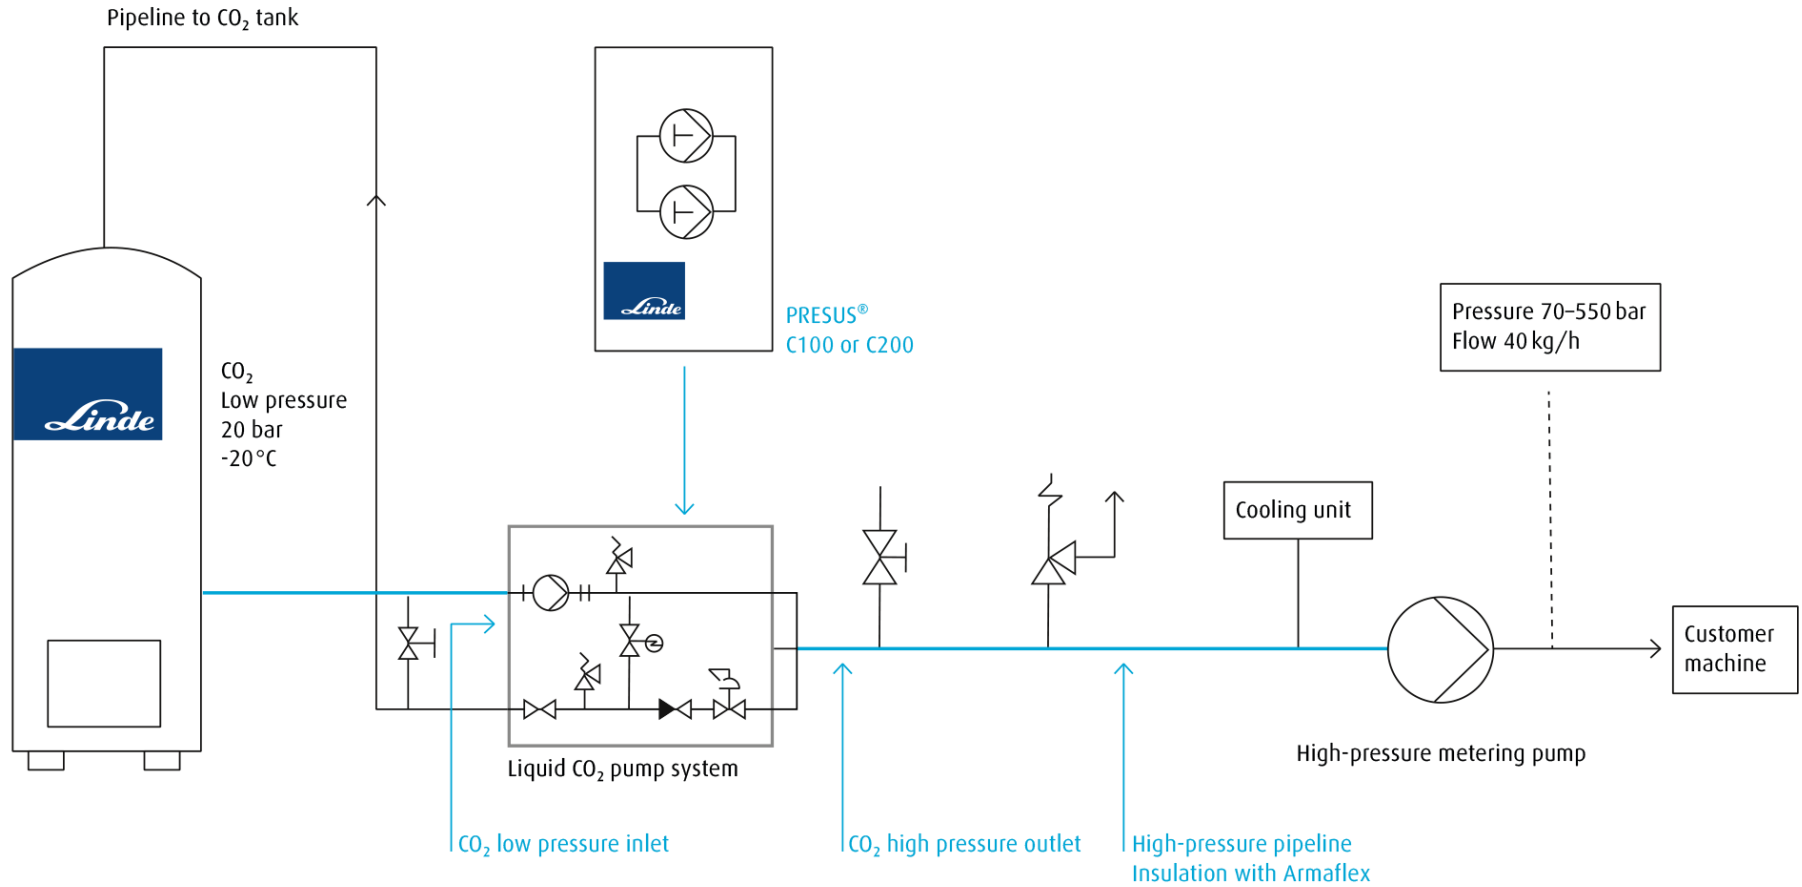 Pipeline to CO₂ tank
Linde
PRESUS®
C100 or C200
Pressure 70–550 bar
Flow 40 kg/h
Linde
CO₂
Low pressure
20 bar
-20°C
Cooling unit
Customer
machine
Liquid CO₂ pump system
High-pressure metering pump
CO₂ low pressure inlet
CO₂ high pressure outlet
High-pressure pipeline
Insulation with Armaflex